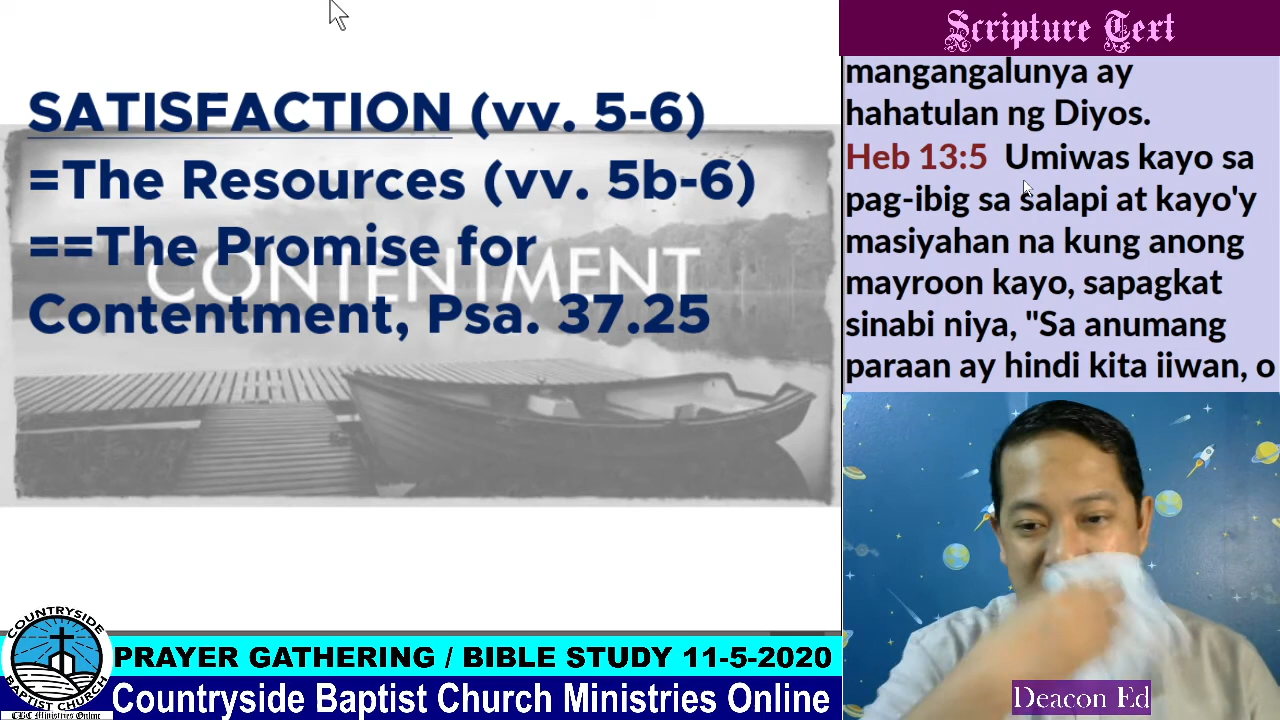 SATISFACTION (vv. 5-6)
=The Resources (vv. 5b-6)
==The Promise for
Contentment, Psa. 37.25
CONTENTMENT
Scripture Text
mangangalunya ay
hahatulan ng Diyos.
Heb 13:5 Umiwas kayo sa
pag-ibig sa salapi at kayo'y
masiyahan na kung anong
mayroon kayo, sapagkat
sinabi niya, "Sa anumang
paraan ay hindi kita iiwan, o
Deacon Ed
COUNTRYSIDE
BAPTIST CHURCH
CBC Ministries Online
PRAYER GATHERING / BIBLE STUDY 11-5-2020
Countryside Baptist Church Ministries Online